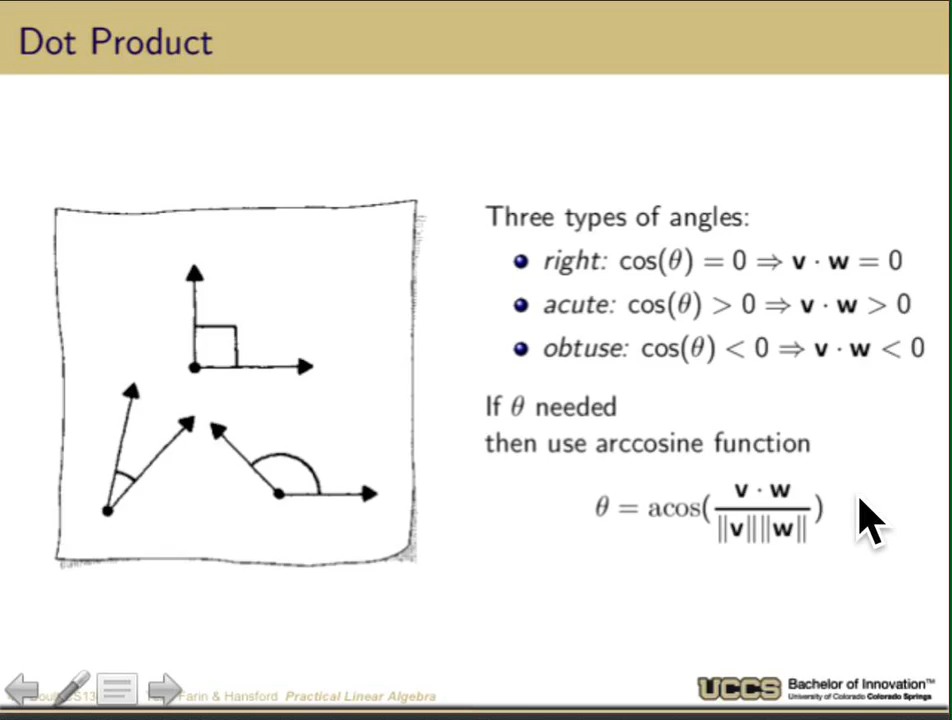 Dot Product
Three types of angles:
right: cos(θ) = 0 ⇒ v · w = 0
acute: cos(θ) > 0 ⇒ v · w > 0
obtuse: cos(θ) < 0 ⇒ v · w < 0
If θ needed
then use arccosine function
θ = acos(
v · w
‖v‖‖w‖
)
Farin & Hansford Practical Linear Algebra
UCCS
Bachelor of Innovation™
University of Colorado Colorado Springs